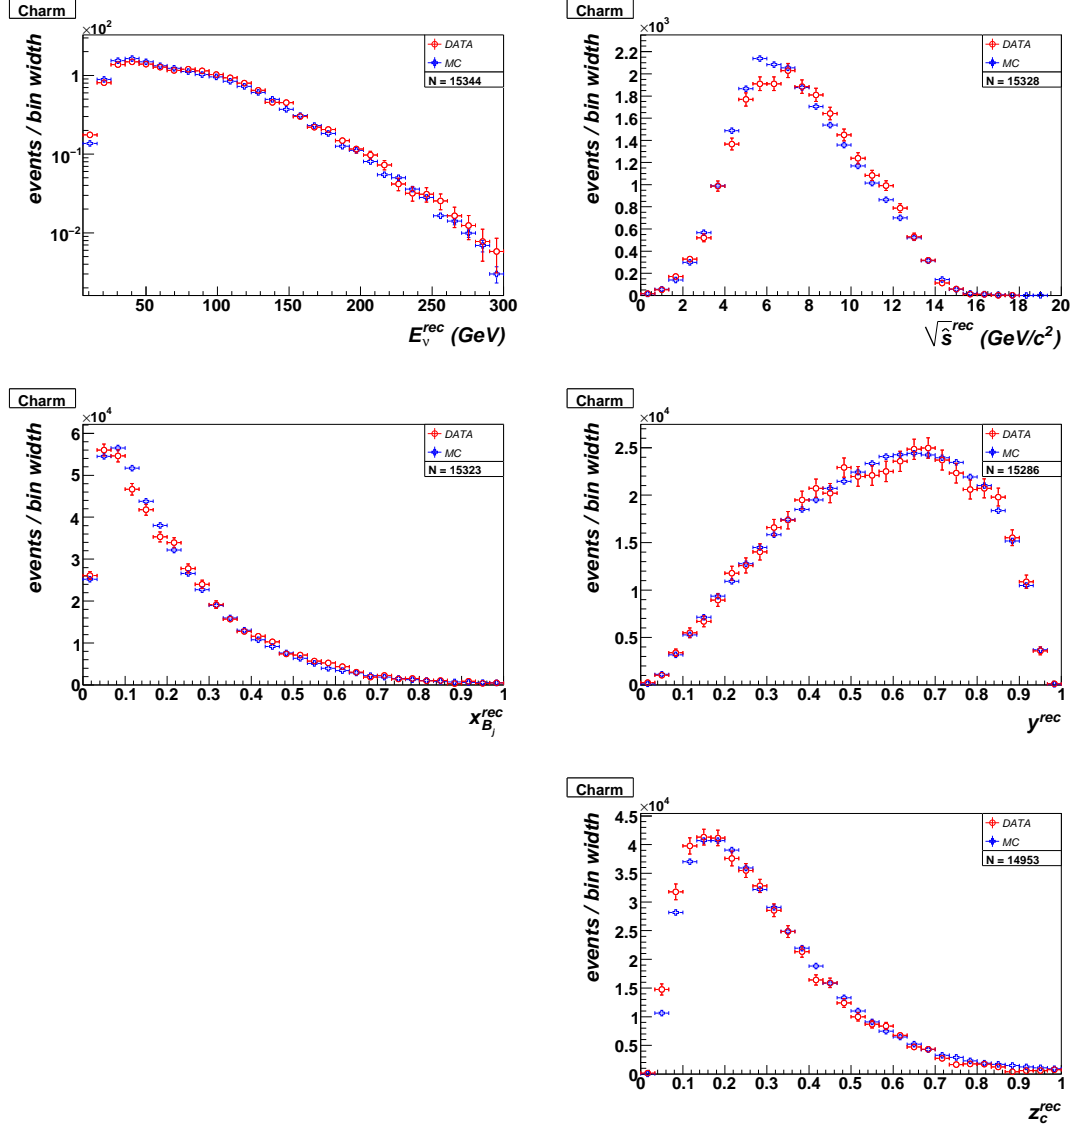 Charm
×10²
events / bin width
DATA
MC
N = 15344
1
10⁻¹
10⁻²
50 100 150 200 250 300
E_ν^rec (GeV)
Charm
×10³
events / bin width
DATA
MC
N = 15328
2.2
2
1.8
1.6
1.4
1.2
1
0.8
0.6
0.4
0.2
0
0 2 4 6 8 10 12 14 16 18 20
√ŝ^rec (GeV/c²)
Charm
×10⁴
events / bin width
DATA
MC
N = 15323
6
5
4
3
2
1
0
0 0.1 0.2 0.3 0.4 0.5 0.6 0.7 0.8 0.9 1
x_{B_j}^rec
Charm
×10⁴
events / bin width
DATA
MC
N = 15286
2.5
2
1.5
1
0.5
0
0 0.1 0.2 0.3 0.4 0.5 0.6 0.7 0.8 0.9 1
y^rec
Charm
×10⁴
events / bin width
DATA
MC
N = 14953
4.5
4
3.5
3
2.5
2
1.5
1
0.5
0
0 0.1 0.2 0.3 0.4 0.5 0.6 0.7 0.8 0.9 1
z_c^rec